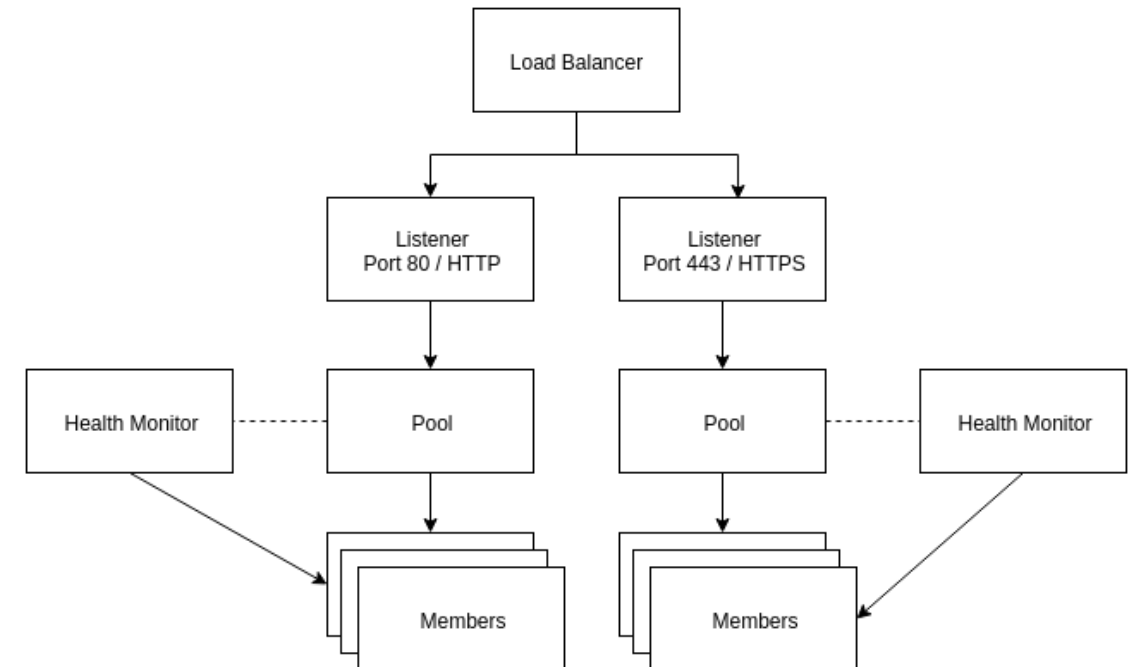 Load Balancer
Listener
Port 80 / HTTP
Listener
Port 443 / HTTPS
Health Monitor
Pool
Pool
Health Monitor
Members
Members